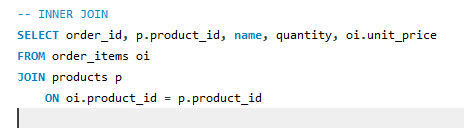 -- INNER JOIN
SELECT order_id, p.product_id, name, quantity, oi.unit_price
FROM order_items oi
JOIN products p
    ON oi.product_id = p.product_id